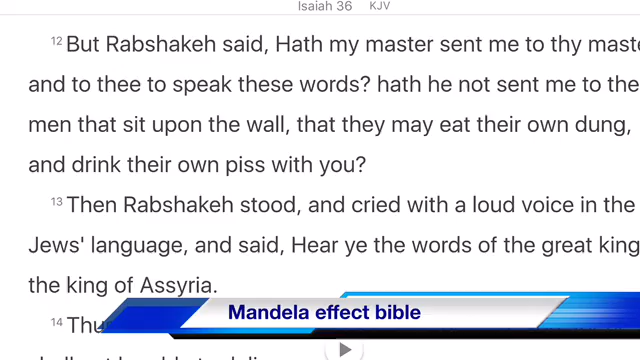 Isaiah 36 KJV
12 But Rabshakeh said, Hath my master sent me to thy
and to thee to speak these words? hath he not sent me to the
men that sit upon the wall, that they may eat their own dung,
and drink their own piss with you?
13 Then Rabshakeh stood, and cried with a loud voice in the
Jews' language, and said, Hear ye the words of the great king,
the king of Assyria.
Mandela effect bible
14